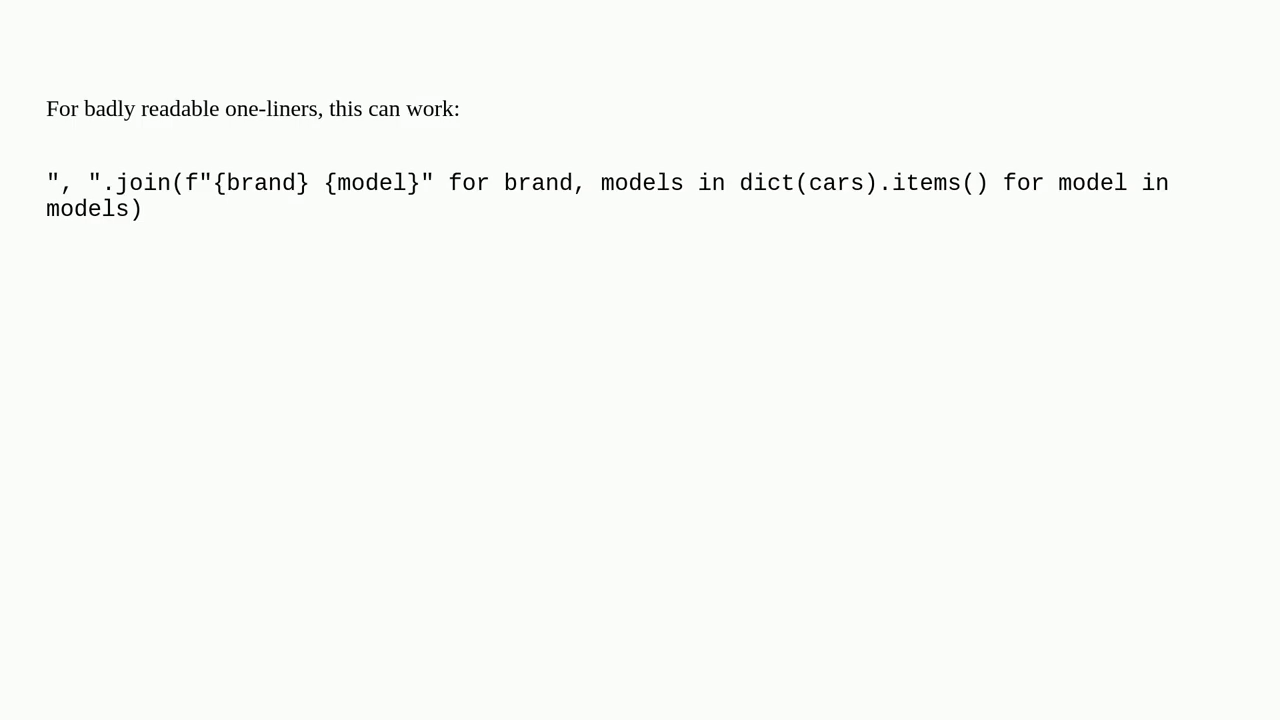 For badly readable one-liners, this can work:
", ".join(f"{brand} {model}" for brand, models in dict(cars).items() for model in
models)